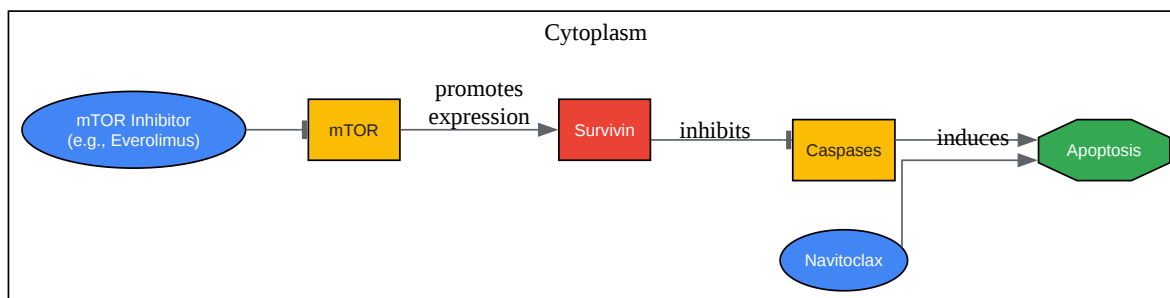 Cytoplasm
mTOR Inhibitor
(e.g., Everolimus)
mTOR
promotes
expression
Survivin
inhibits
Caspases
induces
Apoptosis
Navitoclax